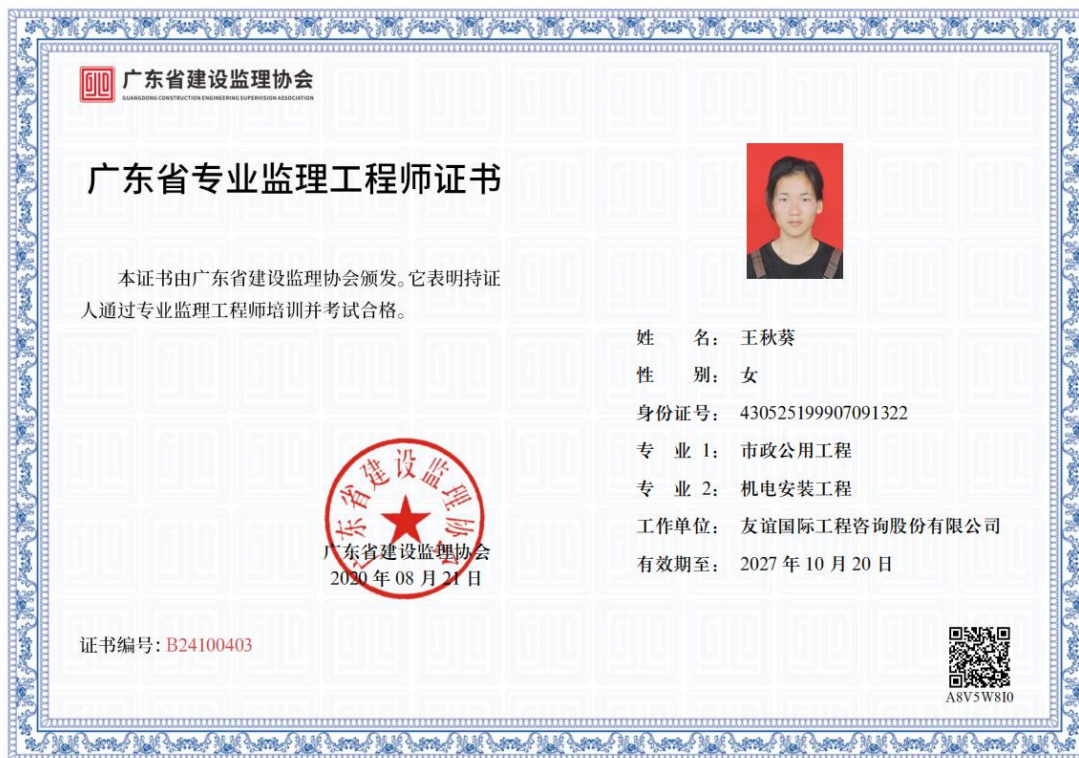 广东省建设监理协会
GUANGDONG CONSTRUCTION ENGINEERING SUPERVISION ASSOCIATION
广东省专业监理工程师证书
本证书由广东省建设监理协会颁发。它表明持证
人通过专业监理工程师培训并考试合格。
姓 名： 王秋葵
性 别： 女
身份证号： 430525199907091322
专 业 1： 市政公用工程
专 业 2： 机电安装工程
工作单位： 友谊国际工程咨询股份有限公司
有效期至： 2027 年 10 月 20 日
广东省建设监理协会
广东省建设监理协会
2020 年 08 月 21 日
证书编号：B24100403
A8V5W8I0